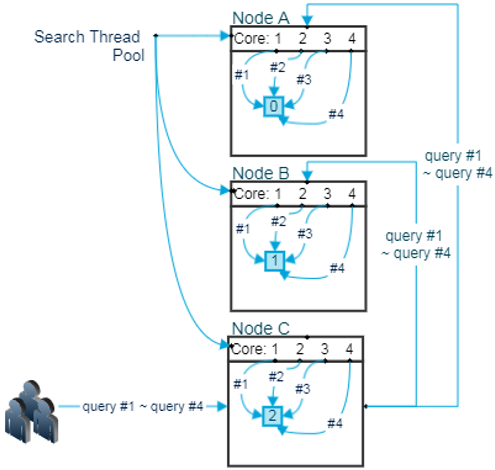 Node A
Search Thread
Pool
Core: 1 2 3 4
#1 #2 #3
0
#4
query #1
~ query #4
Node B
Core: 1 2 3 4
#1 #2 #3
1
#4
query #1
~ query #4
Node C
Core: 1 2 3 4
#1 #2 #3
query #1 ~ query #4
2
#4